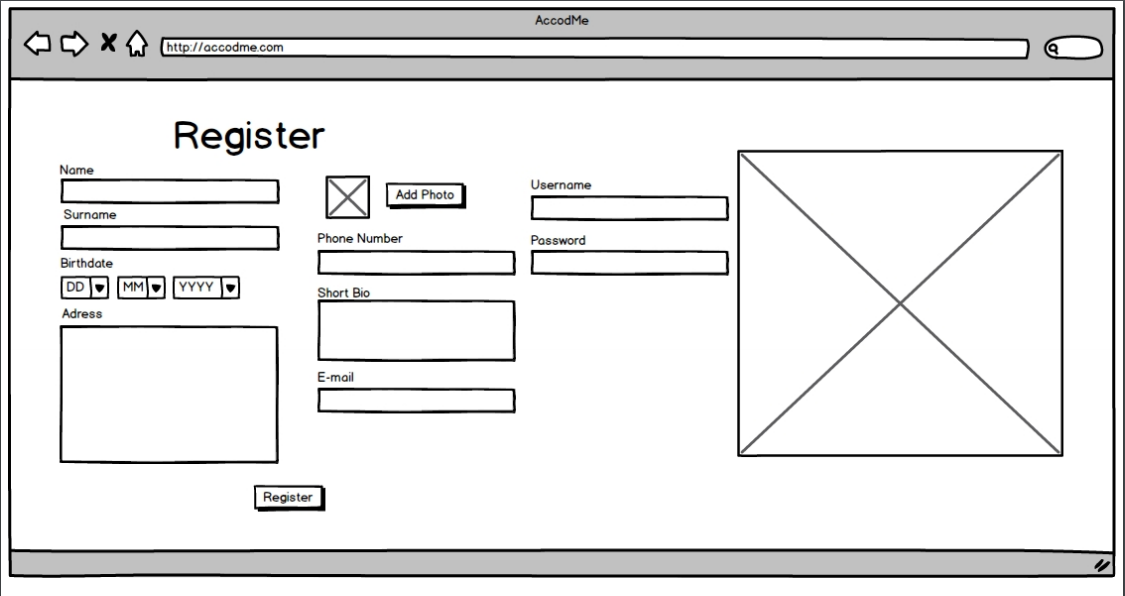 AccodMe
http://accodme.com
Register
Name
Surname
Birthdate
DD MM YYYY
Adress
Add Photo
Phone Number
Short Bio
E-mail
Username
Password
Register